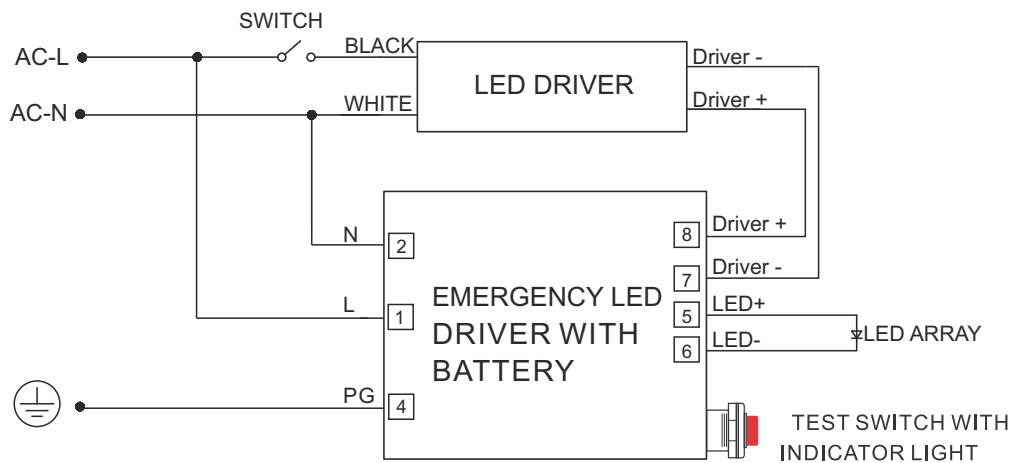 SWITCH
AC-L
BLACK
LED DRIVER
Driver -
AC-N
WHITE
Driver +
N
2
8
Driver +
7
Driver -
EMERGENCY LED
DRIVER WITH
BATTERY
L
1
5
LED+
6
LED-
LED ARRAY
PG
4
TEST SWITCH WITH
INDICATOR LIGHT